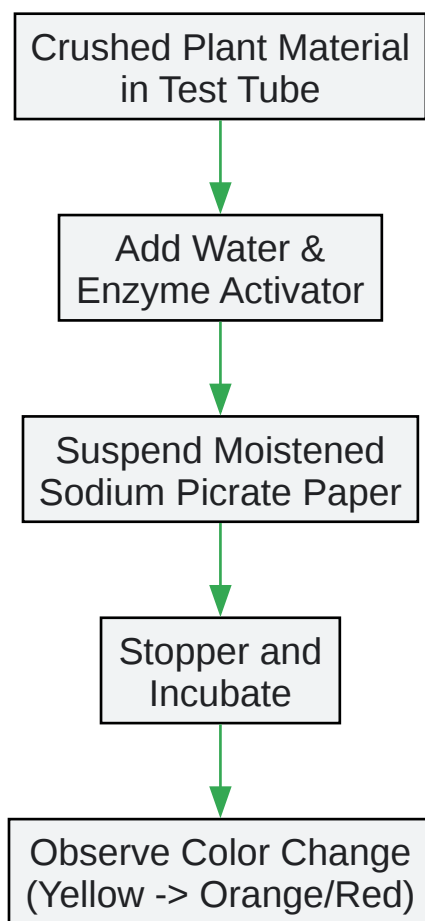 Crushed Plant Material
in Test Tube
Add Water &
Enzyme Activator
Suspend Moistened
Sodium Picrate Paper
Stopper and
Incubate
Observe Color Change
(Yellow -> Orange/Red)